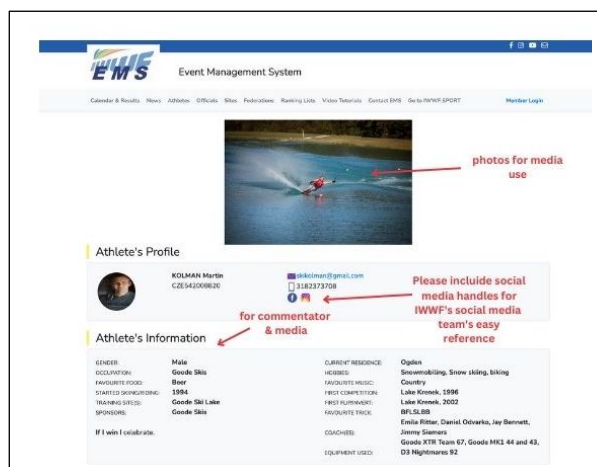 IWWF
EMS
Event Management System
Calendar & Results News Athletes Officials Sites Federations Ranking Lists Video Tutorials Contact EMS Go to IWWF.SPORT Member Login
photos for media
use
Athlete's Profile
KOLMAN Martin
skikolman@gmail.com
3182373708
Please incluide social
media handles for
IWWF's social media
team's easy
reference
for commentator
& media
Athlete's Information
GENDER: Male
OCCUPATION: Goode Skis
FAVOURITE FOOD: Beer
STARTED SKIING/RIDING: 1994
TRAINING SITE(S): Goode Ski Lake
SPONSORS: Goode Skis
If I win I celebrate.
CURRENT RESIDENCE: Ogden
HOBBIES: Snowmobiling, Snow skiing, biking
FAVOURITE MUSIC: Country
FIRST COMPETITION: Lake Krenek, 1996
FIRST PLACEMENT: Lake Krenek, 2002
FAVOURITE TRICK: BFLSLBB
Emile Ritter, Daniel Odvarko, Jay Bennett,
COACH(ES): Jimmy Siemers
Goode XTR Team 67, Goode MK1 44 and 43,
EQUIPMENT USED: D3 Nightmares 92